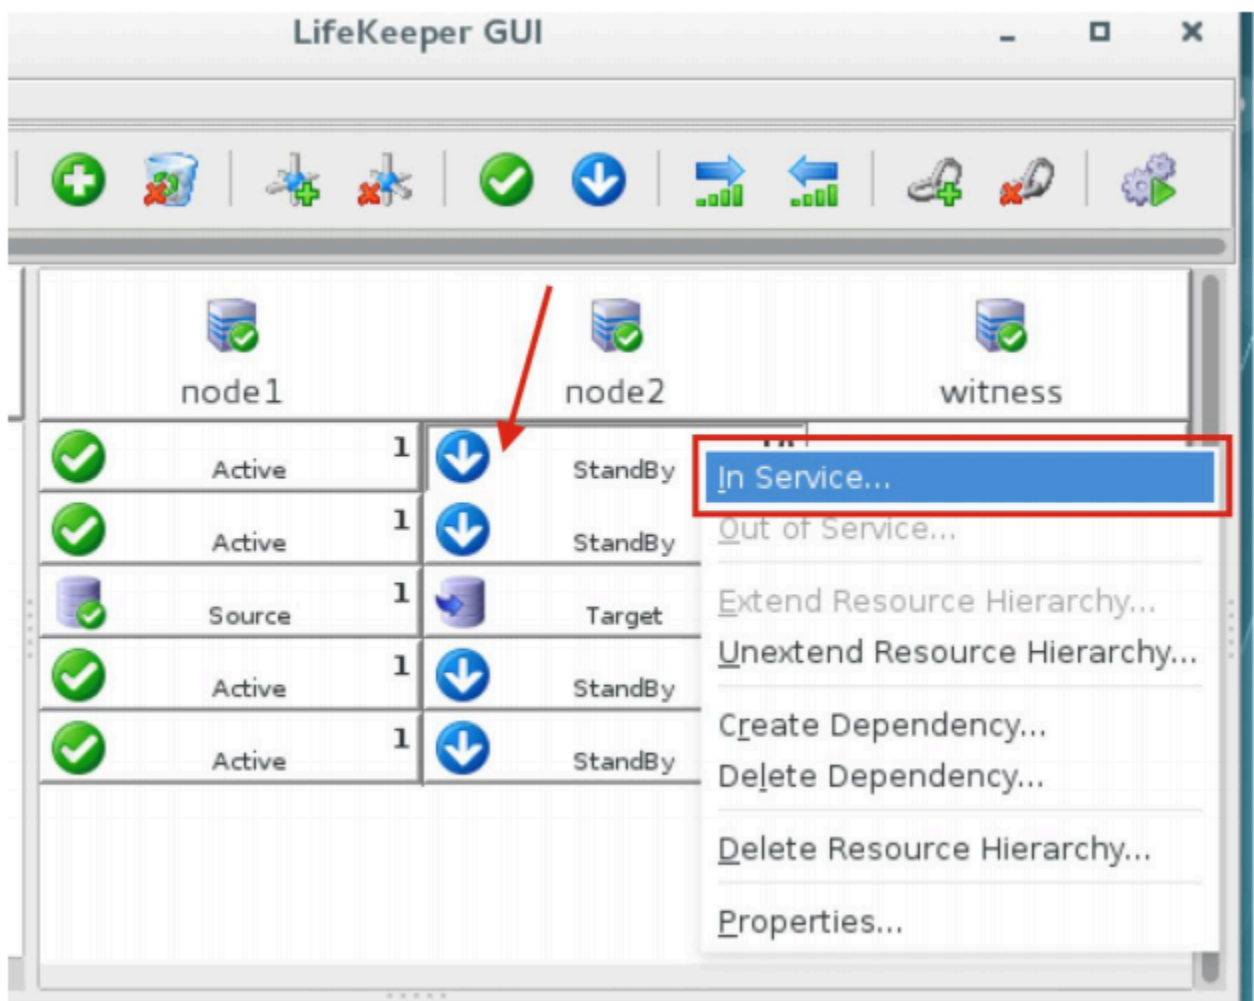 LifeKeeper GUI
node1
node2
witness
Active 1
StandBy
Active 1
StandBy
Source 1
Target
Active 1
StandBy
Active 1
StandBy
In Service...
Out of Service...
Extend Resource Hierarchy...
Unextend Resource Hierarchy...
Create Dependency...
Delete Dependency...
Delete Resource Hierarchy...
Properties...